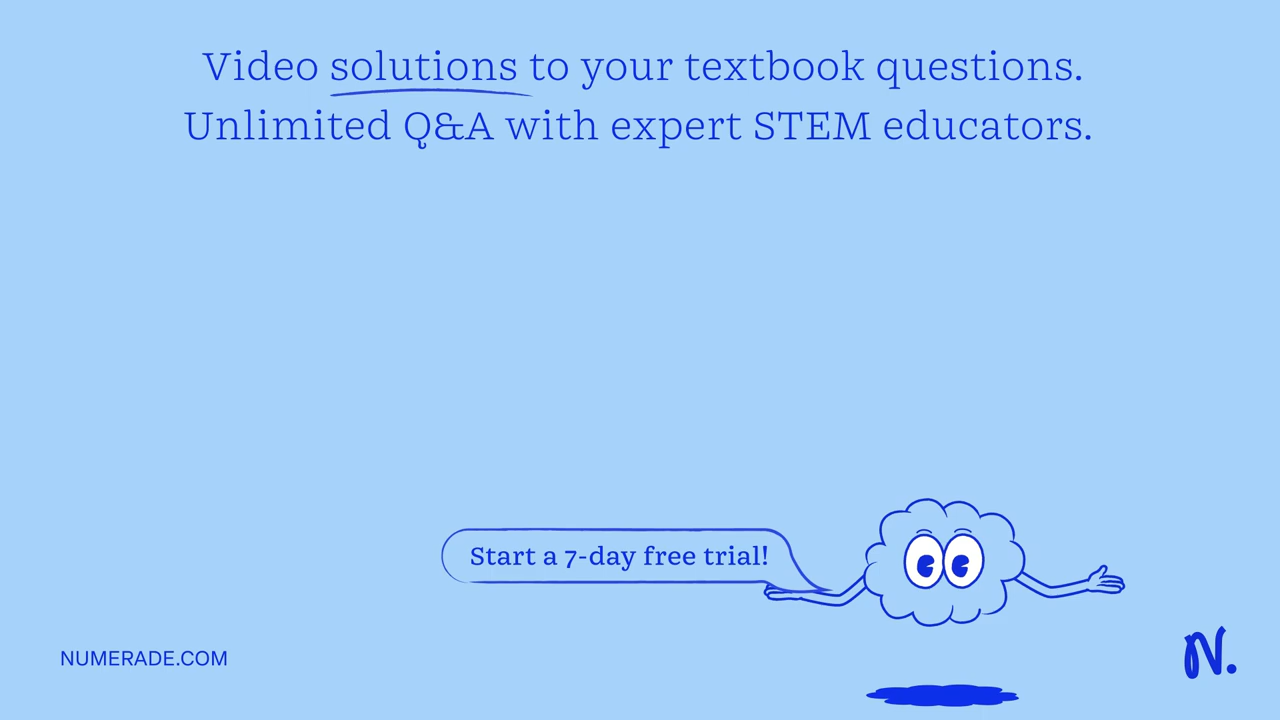 Video solutions to your textbook questions.
Unlimited Q&A with expert STEM educators.
Start a 7-day free trial!
NUMERADE.COM
N.